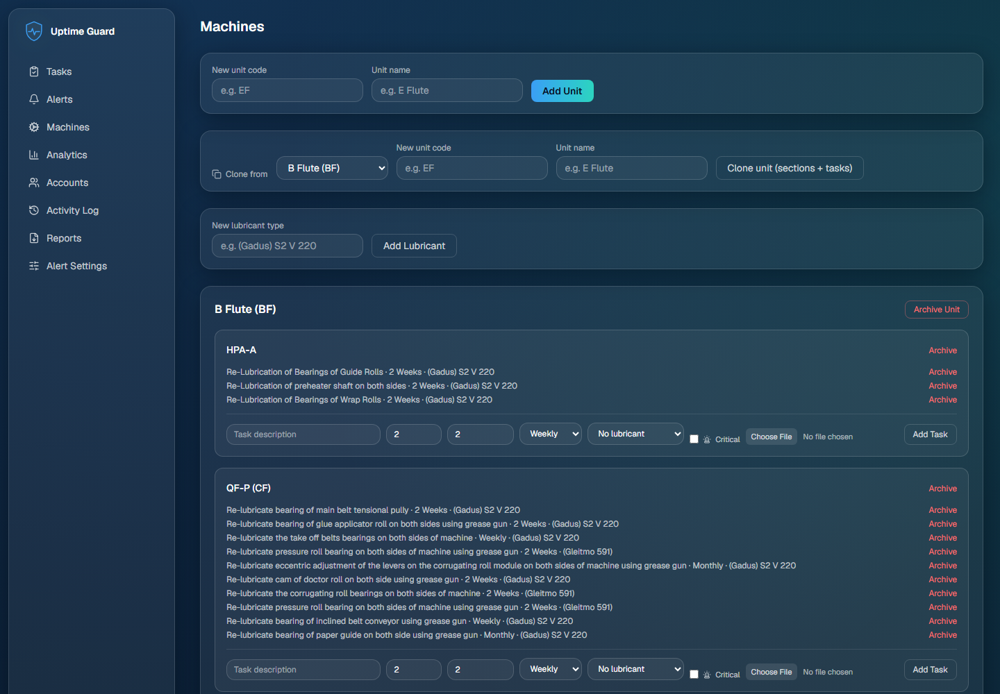 Uptime Guard
Tasks
Alerts
Machines
Analytics
Accounts
Activity Log
Reports
Alert Settings
Machines
New unit code
Unit name
e.g. EF
e.g. E Flute
Add Unit
New unit code
Unit name
Clone from
B Flute (BF)
e.g. EF
e.g. E Flute
Clone unit (sections + tasks)
New lubricant type
e.g. (Gadus) S2 V 220
Add Lubricant
B Flute (BF)
Archive Unit
HPA-A
Archive
Re-Lubrication of Bearings of Guide Rolls · 2 Weeks · (Gadus) S2 V 220
Archive
Re-Lubrication of preheater shaft on both sides · 2 Weeks · (Gadus) S2 V 220
Archive
Re-Lubrication of Bearings of Wrap Rolls · 2 Weeks · (Gadus) S2 V 220
Archive
Task description
2
2
Weekly
No lubricant
Critical
Choose File
No file chosen
Add Task
QF-P (CF)
Archive
Re-lubricate bearing of main belt tensional pully · 2 Weeks · (Gadus) S2 V 220
Archive
Re-lubricate bearing of glue applicator roll on both sides using grease gun · 2 Weeks · (Gadus) S2 V 220
Archive
Re-lubricate the take off belts bearings on both sides of machine · Weekly · (Gadus) S2 V 220
Archive
Re-lubricate pressure roll bearing on both sides of machine using grease gun · 2 Weeks · (Gleitmo 591)
Archive
Re-lubricate eccentric adjustment of the levers on the corrugating roll module on both sides of machine using grease gun · Monthly · (Gadus) S2 V 220
Archive
Re-lubricate cam of doctor roll on both side using grease gun · 2 Weeks · (Gadus) S2 V 220
Archive
Re-lubricate the corrugating roll bearings on both sides of machine · 2 Weeks · (Gleitmo 591)
Archive
Re-lubricate pressure roll bearing on both sides of machine using grease gun · 2 Weeks · (Gleitmo 591)
Archive
Re-lubricate bearing of inclined belt conveyor using grease gun · Weekly · (Gadus) S2 V 220
Archive
Re-lubricate bearing of paper guide on both side using grease gun · Monthly · (Gadus) S2 V 220
Archive
Task description
2
2
Weekly
No lubricant
Critical
Choose File
No file chosen
Add Task